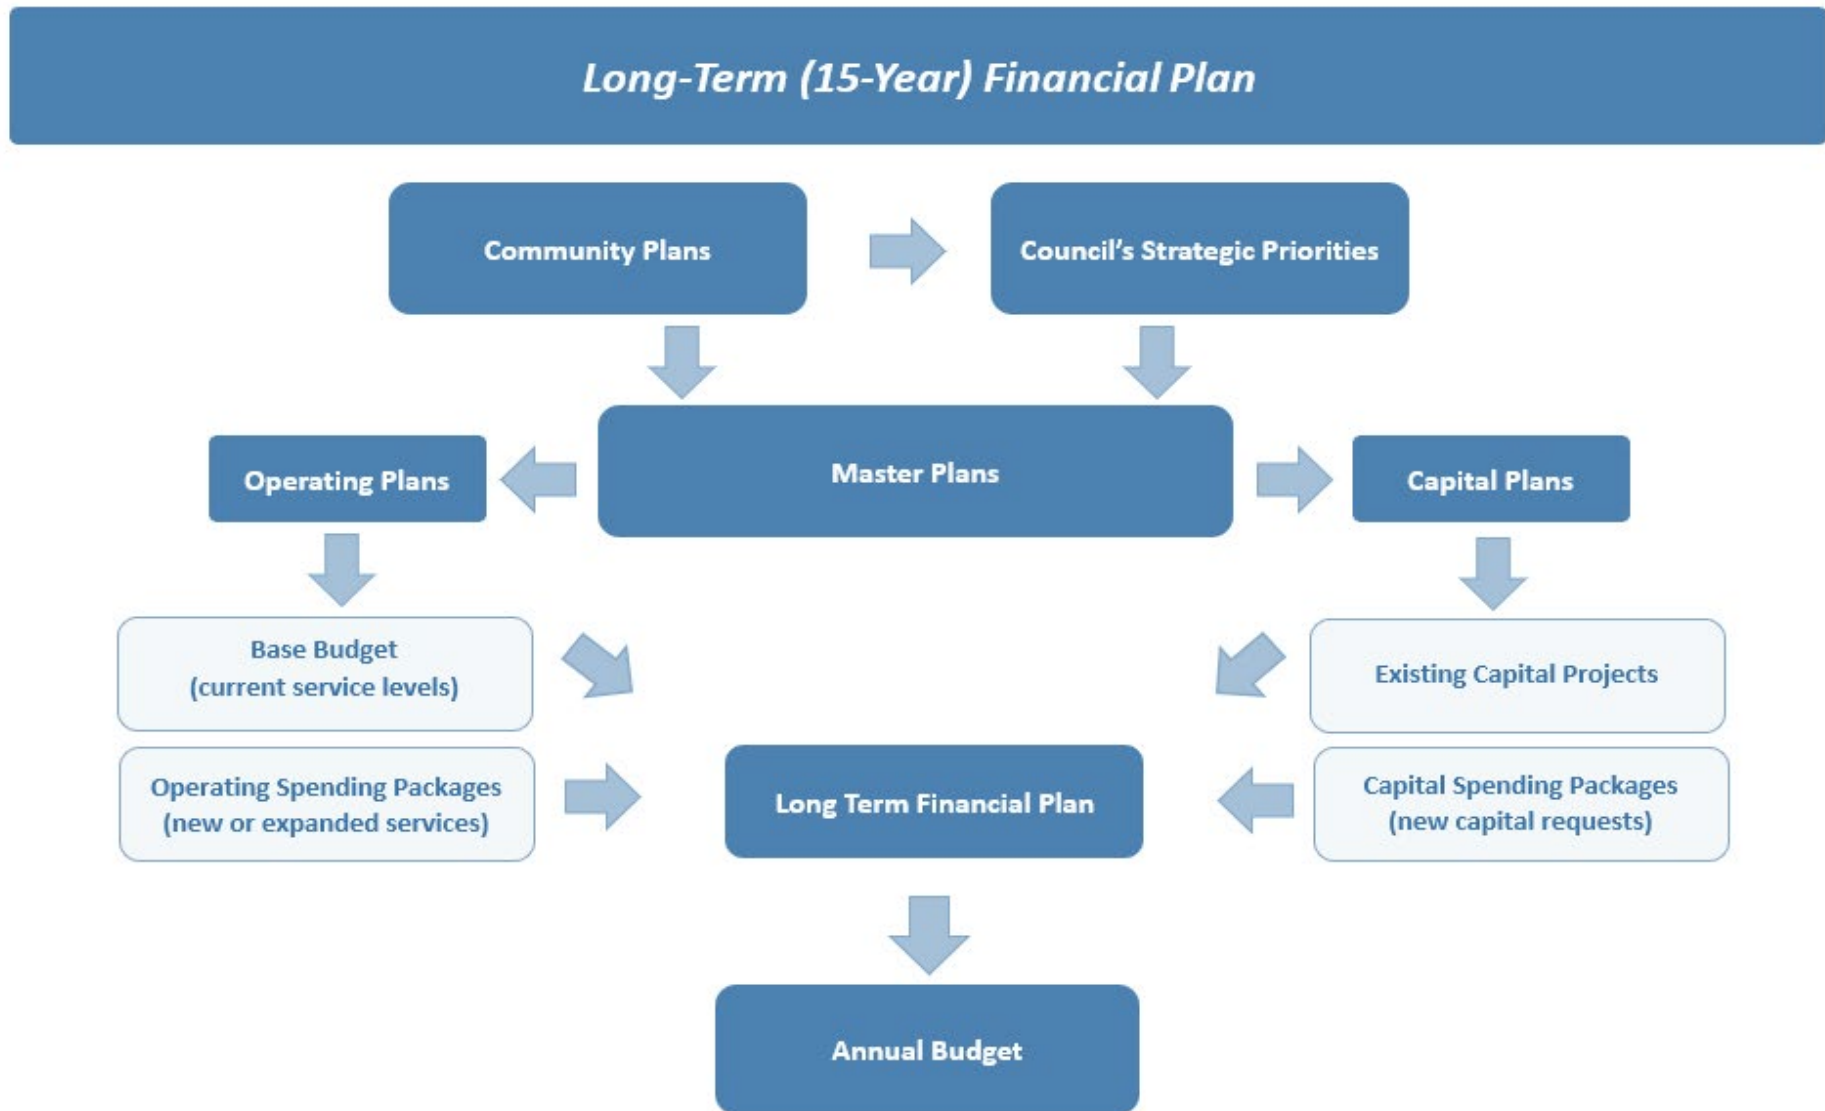 Long-Term (15-Year) Financial Plan
Community Plans
Council's Strategic Priorities
Operating Plans
Master Plans
Capital Plans
Base Budget
(current service levels)
Existing Capital Projects
Operating Spending Packages
(new or expanded services)
Long Term Financial Plan
Capital Spending Packages
(new capital requests)
Annual Budget